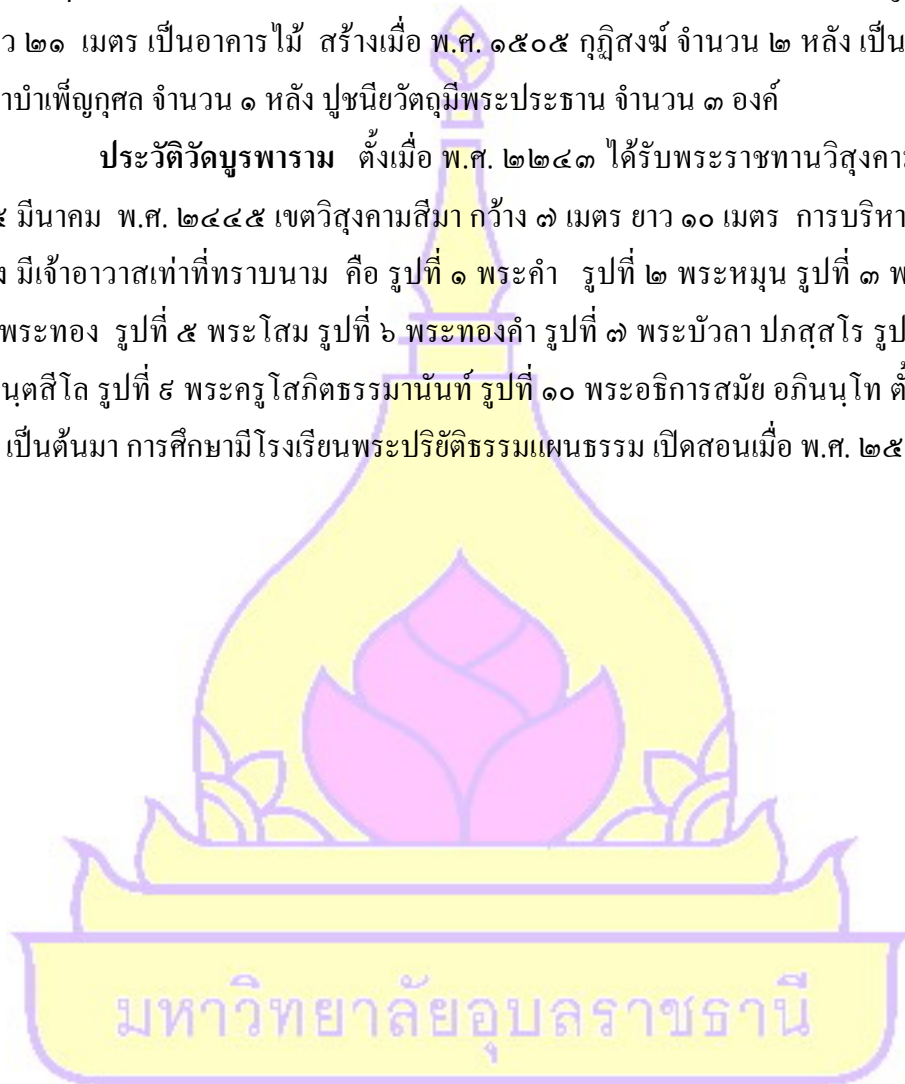 ว ๒๑ เมตร เป็นอาคารไม้ สร้างเมื่อ พ.ศ. ๑๕๐๕ กุฏิสงฆ์ จำนวน ๒ หลัง เป็น
าบำเพ็ญกุศล จำนวน ๑ หลัง ปูชนียวัตถุมีพระประธาน จำนวน ๓ องค์
ประวัติวัดบูรพาราม ตั้งเมื่อ พ.ศ. ๒๒๔๓ ได้รับพระราชทานวิสุงคา
มีนาคม พ.ศ. ๒๔๔๕ เขตวิสุงคามสีมา กว้าง ๗ เมตร ยาว ๑๐ เมตร การบริหา
ง มีเจ้าอาวาสเท่าที่ทราบนาม คือ รูปที่ ๑ พระคำ รูปที่ ๒ พระหมุน รูปที่ ๓ พ
พระทอง รูปที่ ๕ พระโสม รูปที่ ๖ พระทองคำ รูปที่ ๗ พระบัวลา ปภสฺสโร รูป
นฺตสีโล รูปที่ ๙ พระครูโสภิตธรรมานันท์ รูปที่ ๑๐ พระอธิการสมัย อภินนฺโท ตั้
เป็นต้นมา การศึกษามีโรงเรียนพระปริยัติธรรมแผนธรรม เปิดสอนเมื่อ พ.ศ. ๒๕
มหาวิทยาลัยอุบลราชธานี